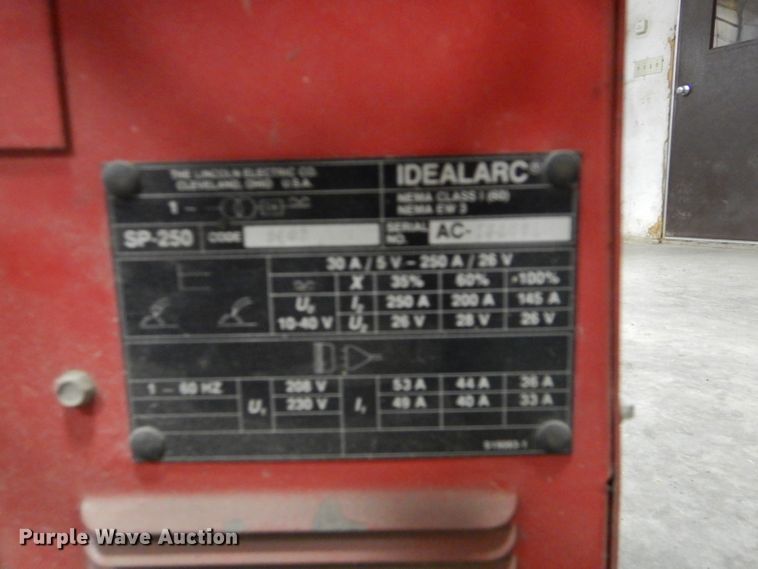 THE LINCOLN ELECTRIC CO.
CLEVELAND, OHIO U.S.A.
IDEALARC®
NEMA CLASS I (60)
NEMA EW 3
1 ~
SP-250 CODE SERIAL NO. AC-
30 A / 5 V - 250 A / 26 V
X 35% 60% 100%
U₀ I₂ 250 A 200 A 145 A
10-40 V U₂ 26 V 28 V 26 V
1 ~ 60 HZ U₁ 208 V I₁ 53 A 44 A 36 A
230 V 49 A 40 A 33 A
Purple Wave Auction